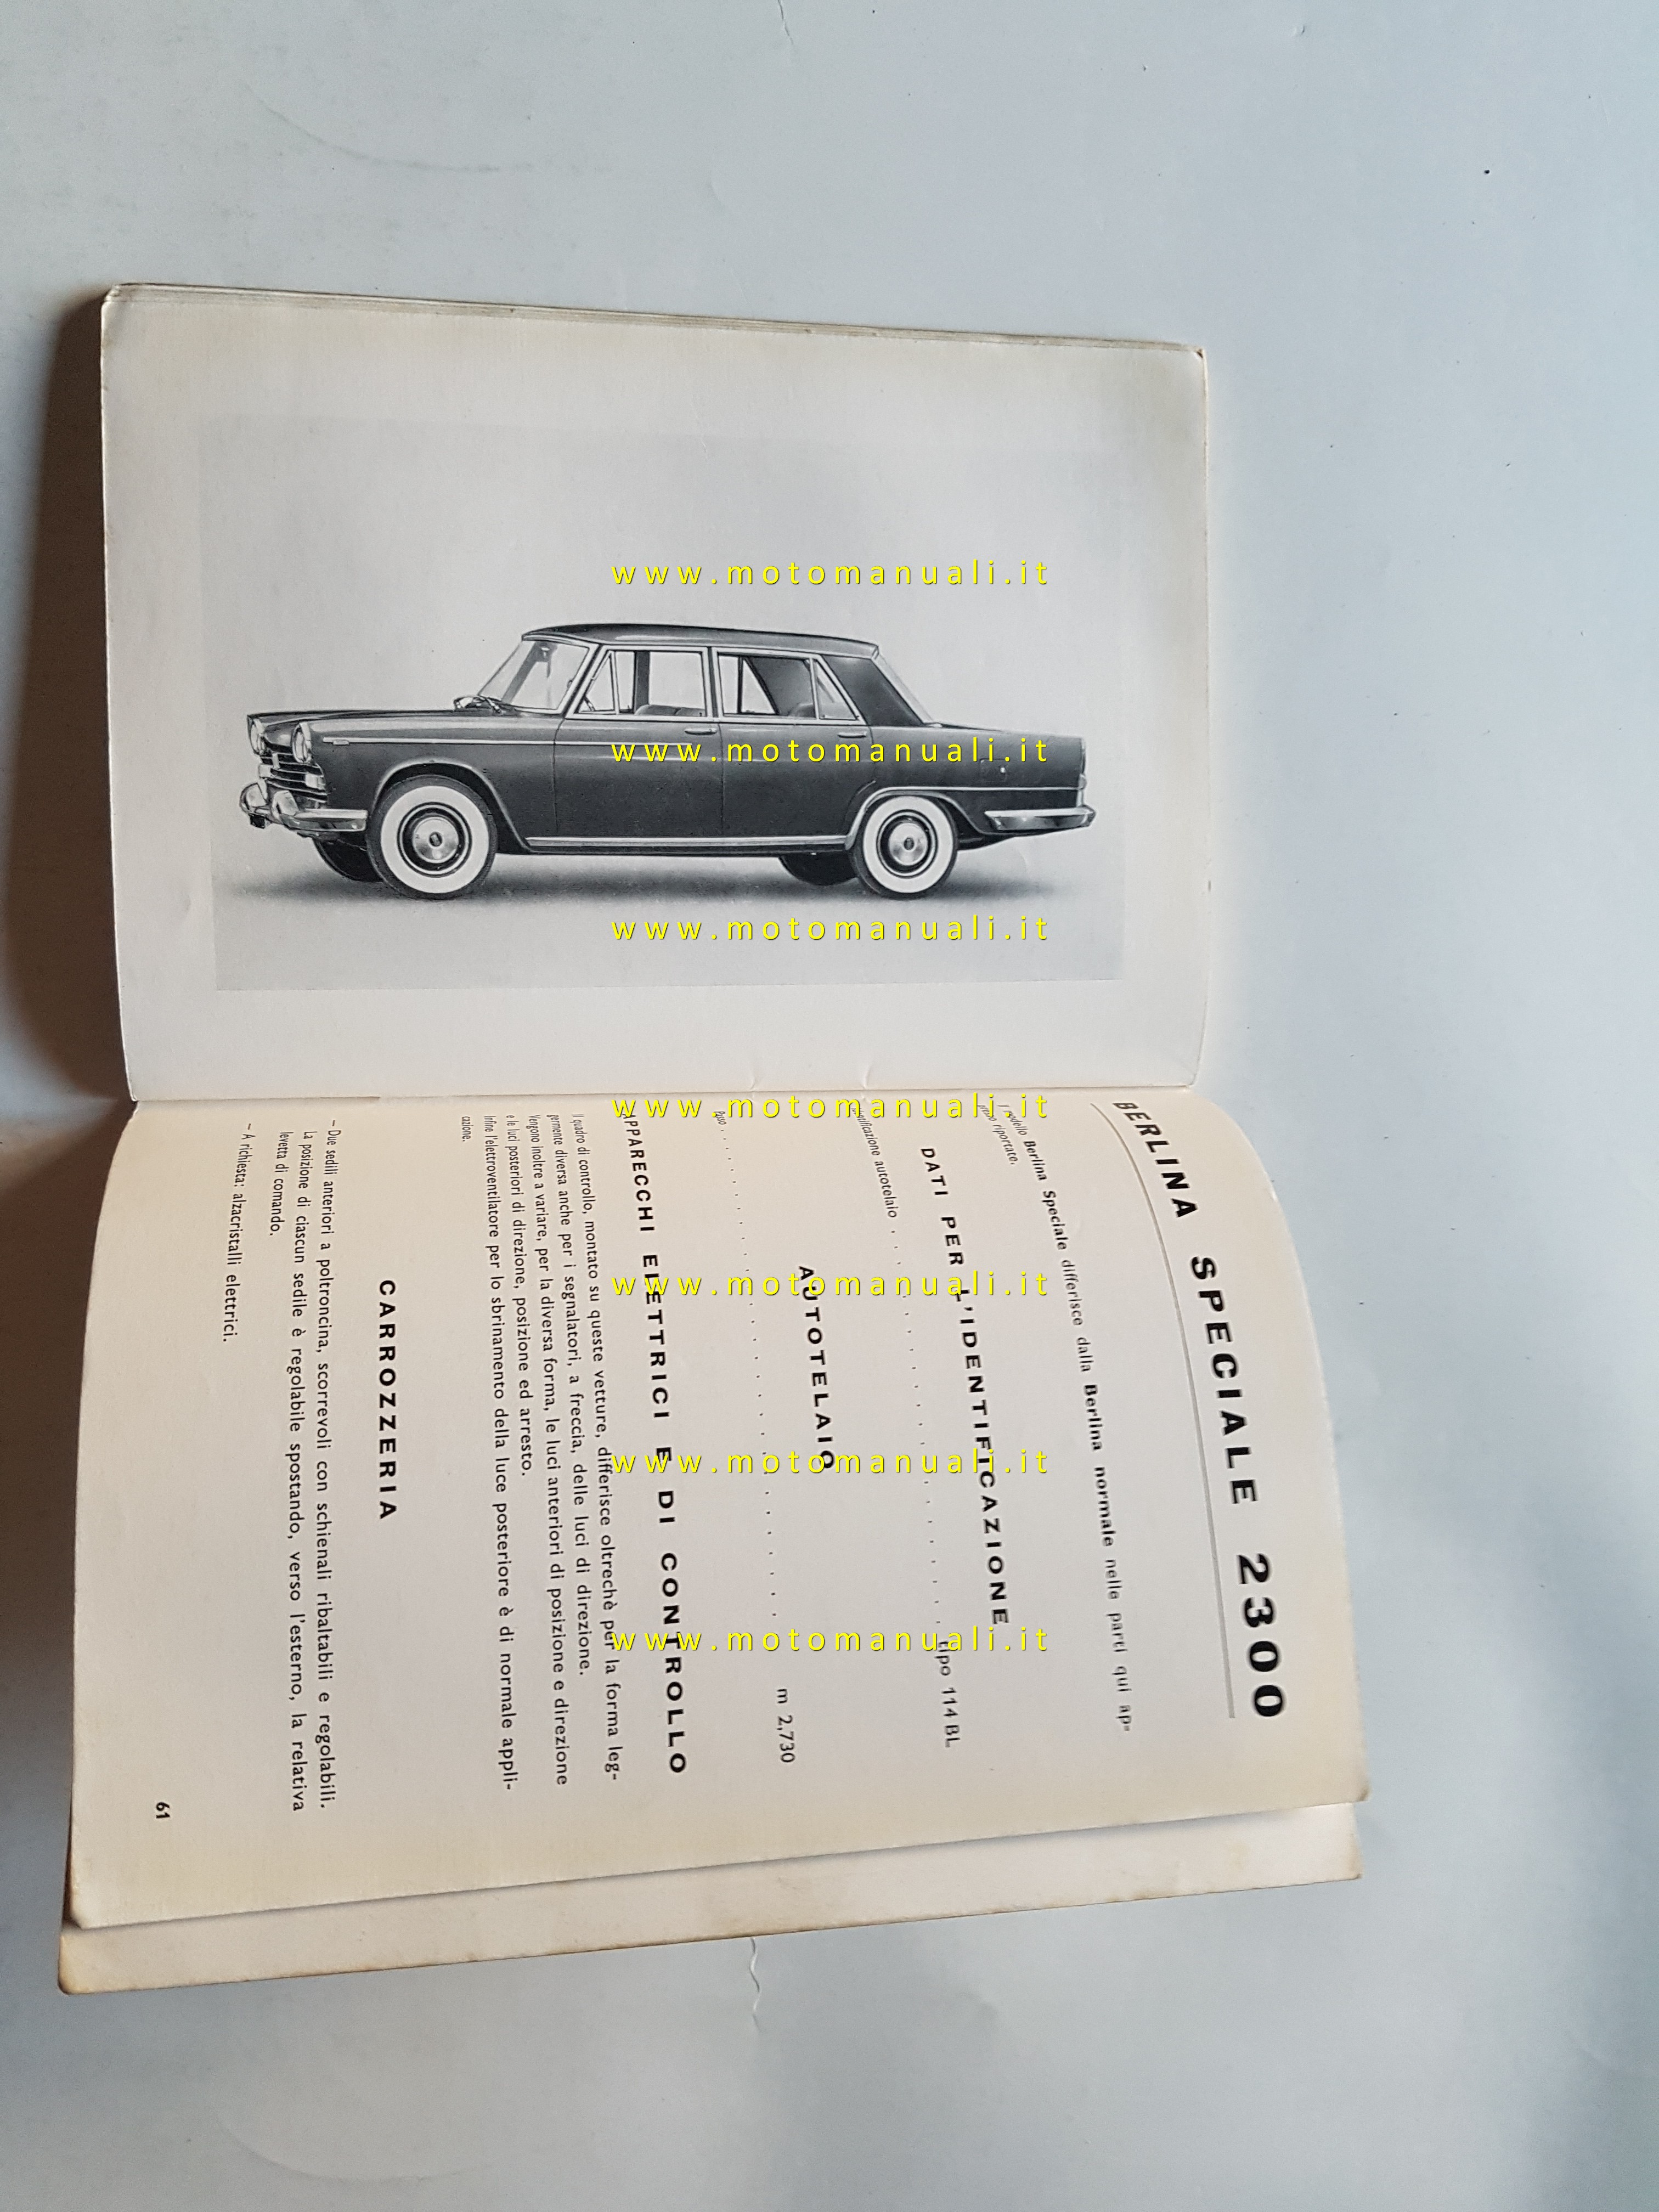 www.motomanuali.it
www.motomanuali.it
www.motomanuali.it
www.motomanuali.it
www.motomanuali.it
www.motomanuali.it
www.motomanuali.it
BERLINA SPECIALE 2300
modello Berlina Speciale differisce dalla Berlina normale nelle parti qui ap-
riportate.
DATI PER L'IDENTIFICAZIONE
autotelaio . . . . . . . . . . . . tipo 114 BL
AUTOTELAIO
Passo . . . . . . . . . . . . . . . . m 2,730
APPARECCHI ELETTRICI E DI CONTROLLO
Il quadro di controllo, montato su queste vetture, differisce oltrechè per la forma leg-
germente diversa anche per i segnalatori, a freccia, delle luci di direzione.
Vengono inoltre a variare, per la diversa forma, le luci anteriori di posizione e direzione
e le luci posteriori di direzione, posizione ed arresto.
Infine l'elettroventilatore per lo sbrinamento della luce posteriore è di normale appli-
cazione.
CARROZZERIA
– Due sedili anteriori a poltroncina, scorrevoli con schienali ribaltabili e regolabili.
La posizione di ciascun sedile è regolabile spostando, verso l'esterno, la relativa
levetta di comando.
– A richiesta: alzacristalli elettrici.
61